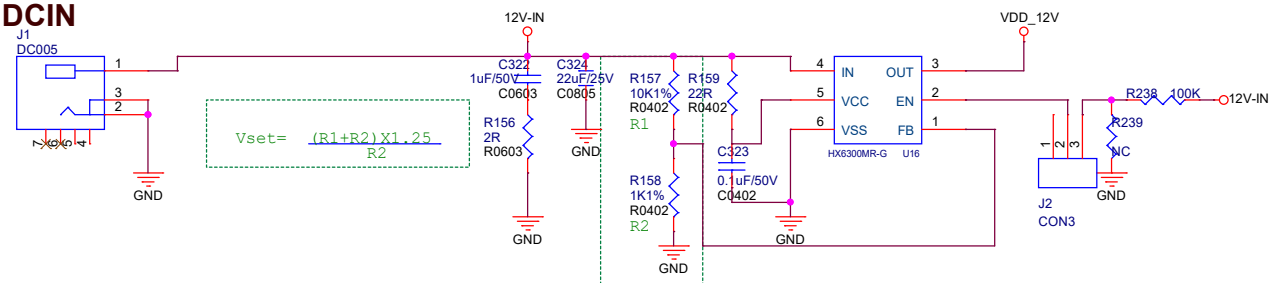 DCIN
J1
DC005
1
3
2
7
6
5
4
GND
Vset= (R1+R2)X1.25
R2
12V-IN
C322
1uF/50V
C0603
R156
2R
R0603
GND
C324
22uF/25V
C0805
GND
R157
10K1%
R0402
R1
R158
1K1%
R0402
R2
GND
R159
22R
R0402
C323
0.1uF/50V
C0402
GND
4 IN OUT 3
5 VCC EN 2
6 VSS FB 1
HX6300MR-G U16
VDD_12V
1
2
3
J2
CON3
R238 100K
12V-IN
R239
NC
GND